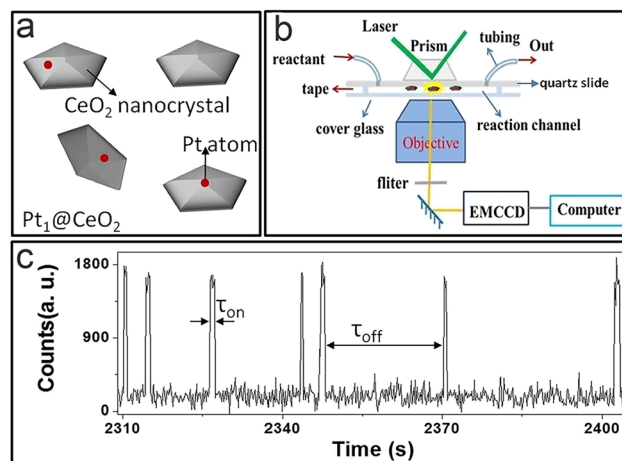 a
CeO2 nanocrystal
Pt atom
Pt1@CeO2
b
Laser
Prism
tubing
Out
reactant
quartz slide
tape
cover glass
reaction channel
Objective
fliter
EMCCD
Computer
c
Counts(a. u.)
1800
900
0
τon
τoff
2310
2340
2370
2400
Time (s)